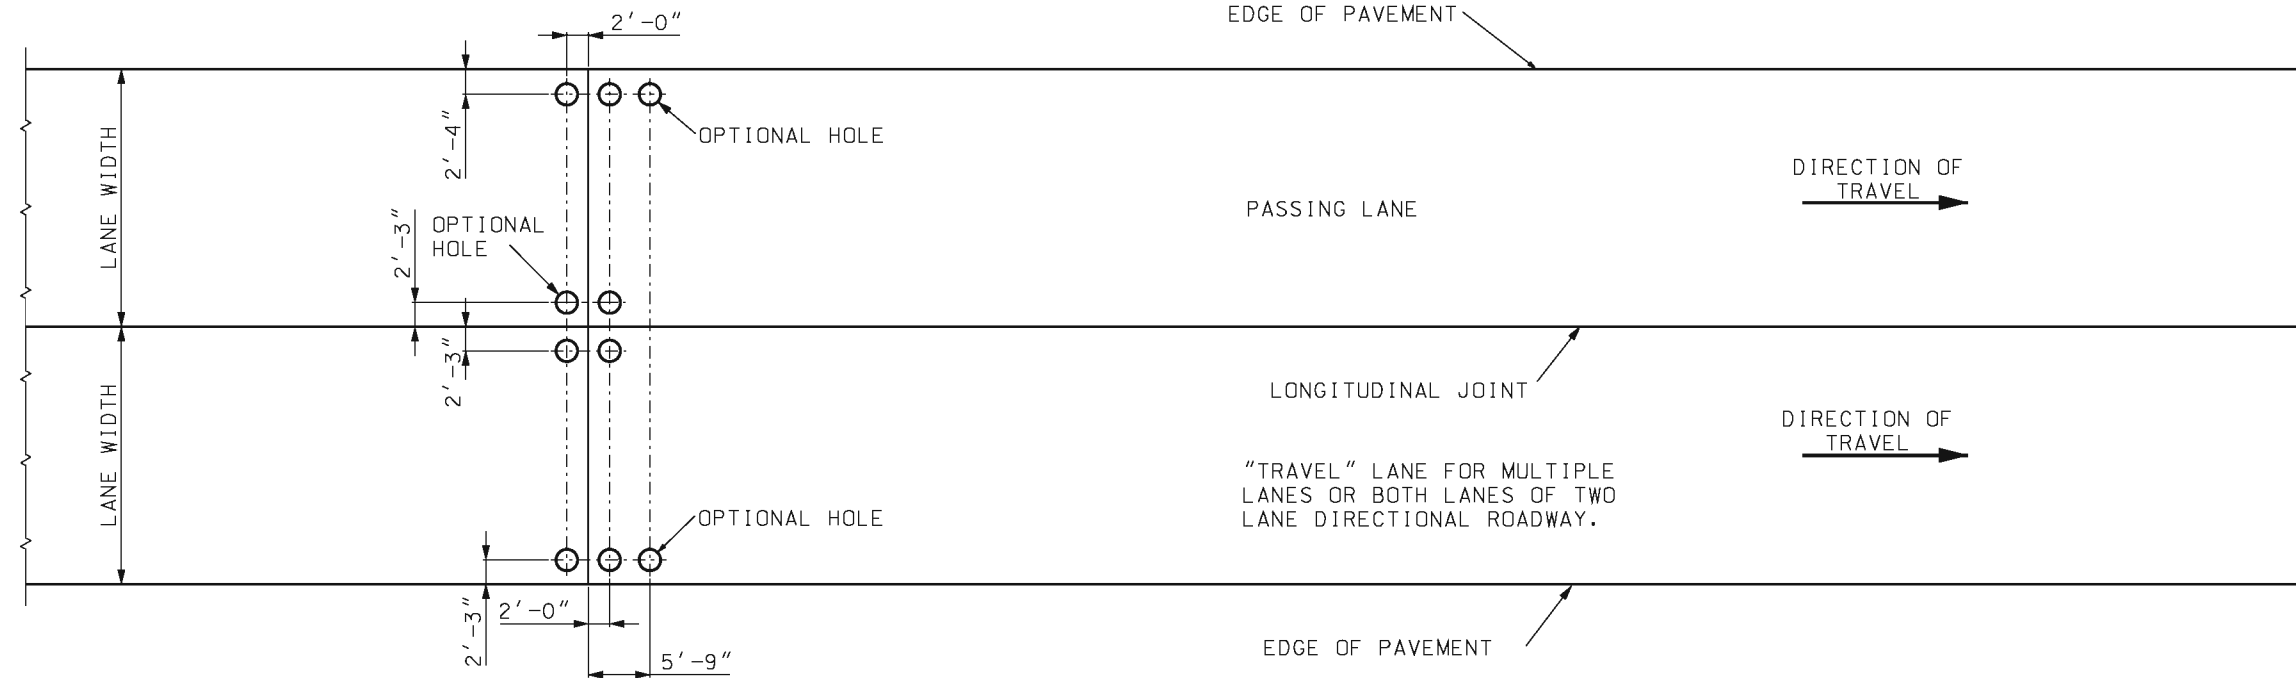 2'-0"
EDGE OF PAVEMENT
2'-4"
OPTIONAL HOLE
LANE WIDTH
DIRECTION OF
TRAVEL
PASSING LANE
2'-3"
OPTIONAL
HOLE
2'-3"
LONGITUDINAL JOINT
LANE WIDTH
DIRECTION OF
TRAVEL
"TRAVEL" LANE FOR MULTIPLE
LANES OR BOTH LANES OF TWO
LANE DIRECTIONAL ROADWAY.
OPTIONAL HOLE
2'-3"
2'-0"
EDGE OF PAVEMENT
5'-9"